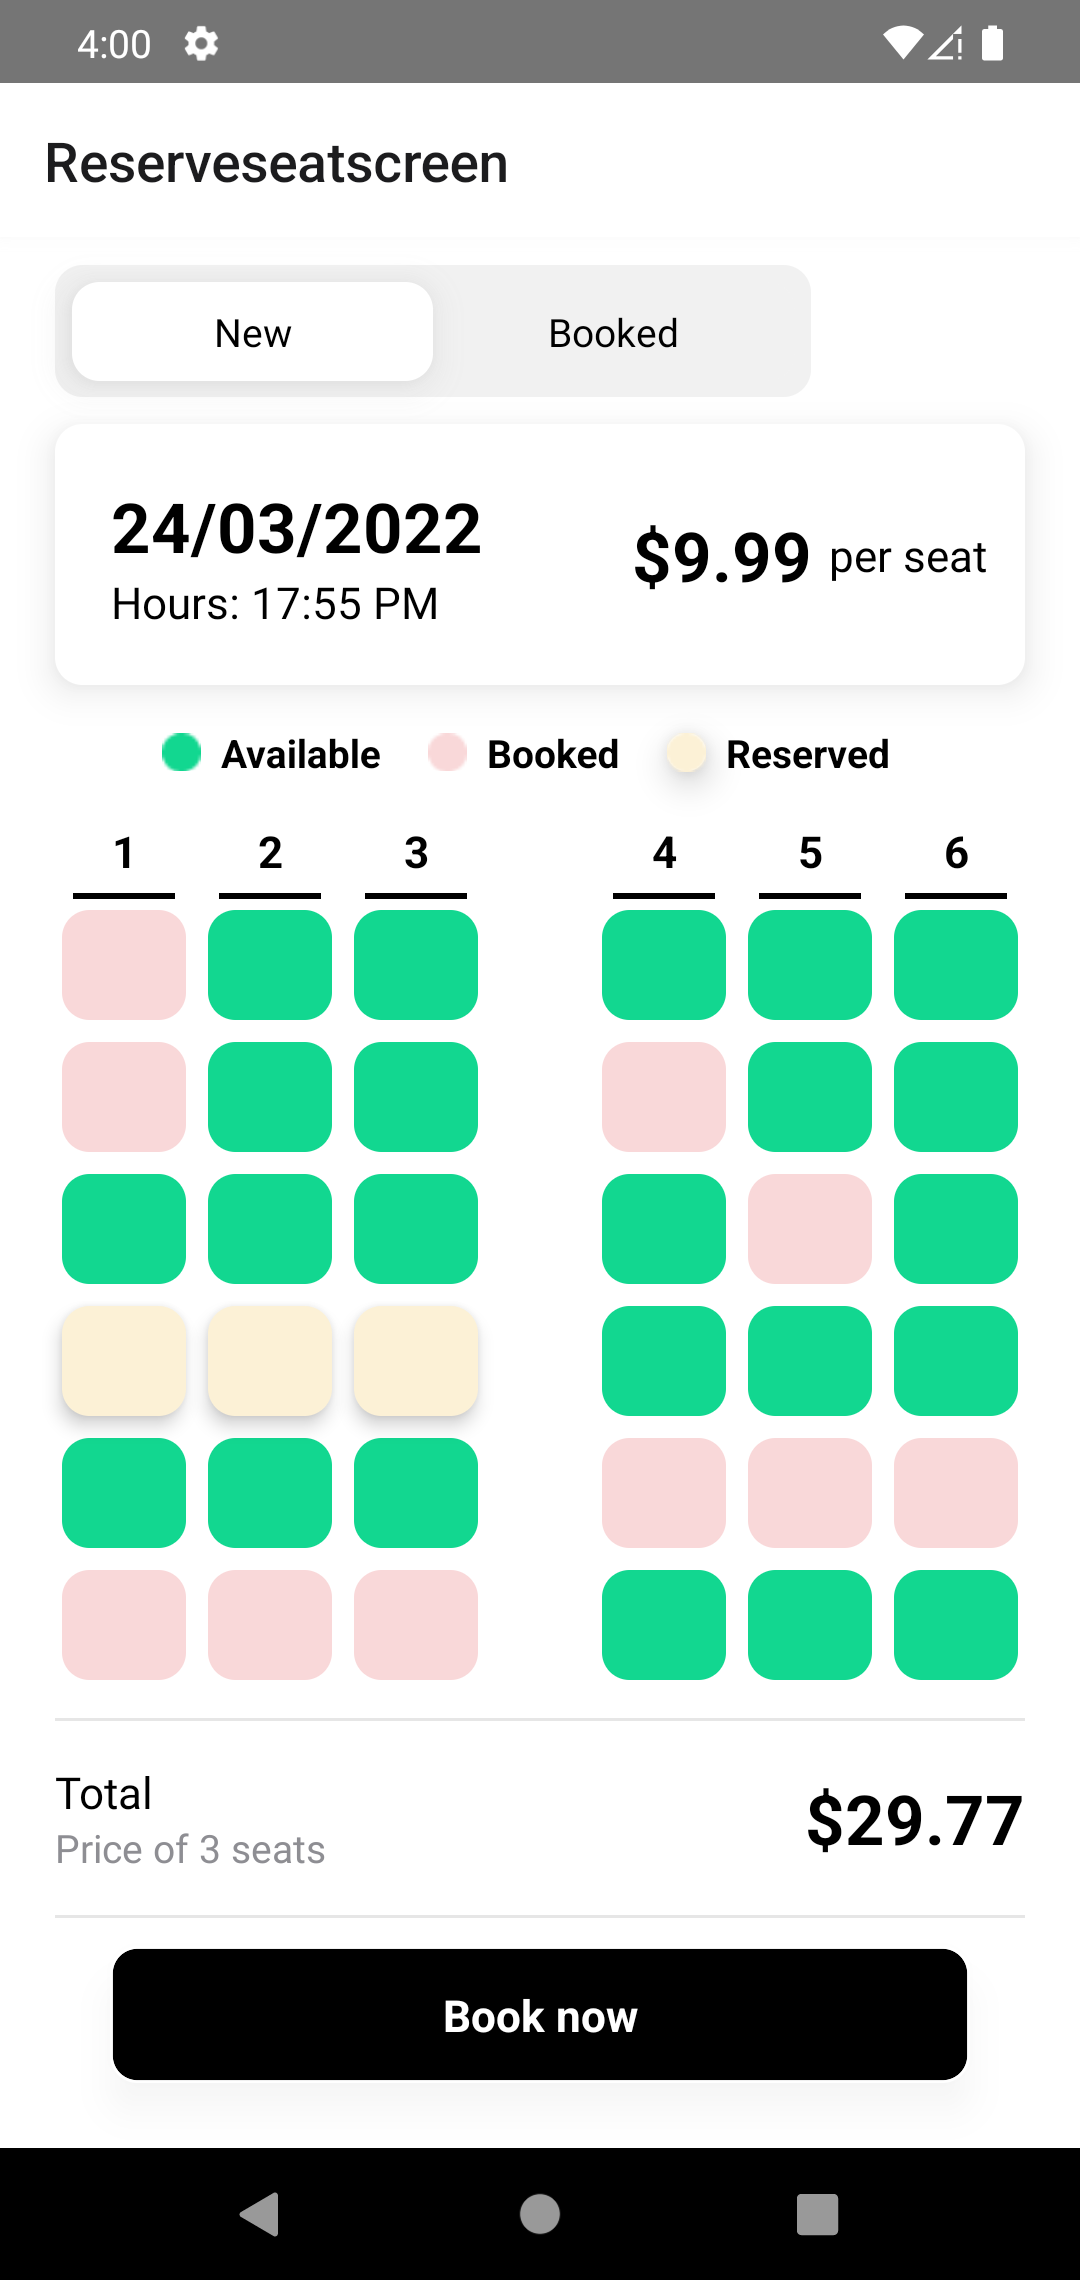 4:00
Reserveseatscreen
New Booked
24/03/2022
Hours: 17:55 PM
$9.99 per seat
Available Booked Reserved
1 2 3 4 5 6
Total
Price of 3 seats
$29.77
Book now